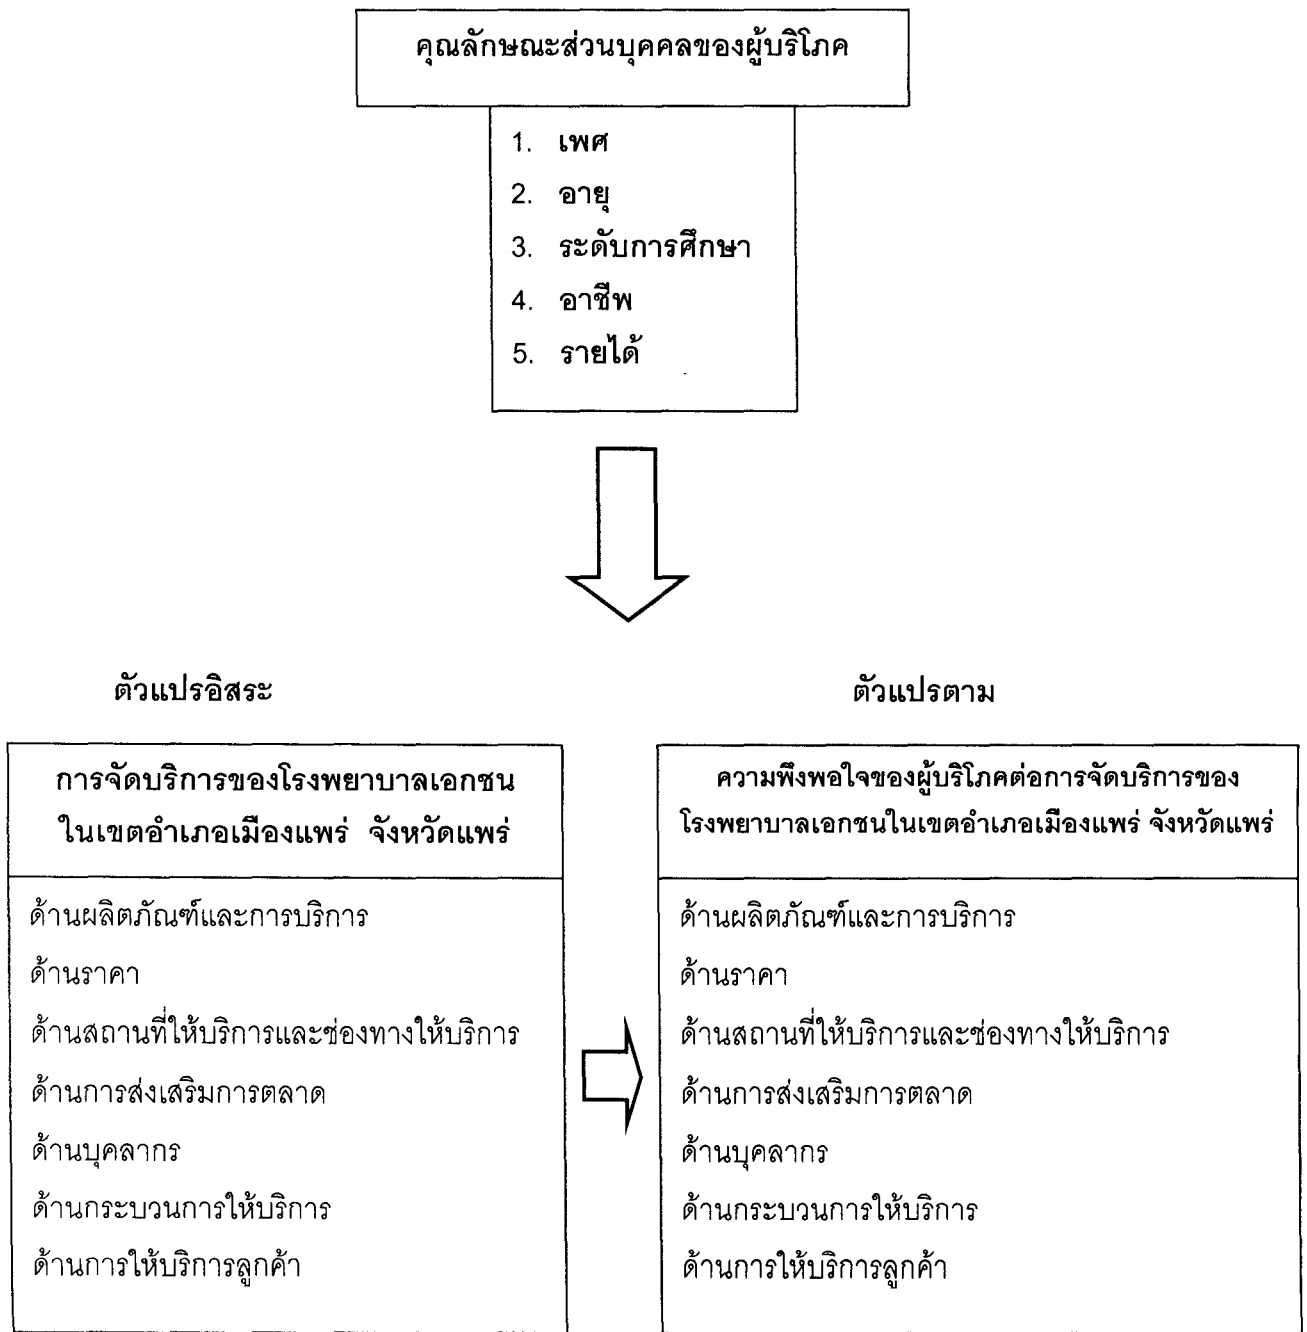 คุณลักษณะส่วนบุคคลของผู้บริโภค
1. เพศ
2. อายุ
3. ระดับการศึกษา
4. อาชีพ
5. รายได้
ตัวแปรอิสระ
การจัดบริการของโรงพยาบาลเอกชน
ในเขตอำเภอเมืองแพร่ จังหวัดแพร่
ด้านผลิตภัณฑ์และการบริการ
ด้านราคา
ด้านสถานที่ให้บริการและช่องทางให้บริการ
ด้านการส่งเสริมการตลาด
ด้านบุคลากร
ด้านกระบวนการให้บริการ
ด้านการให้บริการลูกค้า
ตัวแปรตาม
ความพึงพอใจของผู้บริโภคต่อการจัดบริการของ
โรงพยาบาลเอกชนในเขตอำเภอเมืองแพร่ จังหวัดแพร่
ด้านผลิตภัณฑ์และการบริการ
ด้านราคา
ด้านสถานที่ให้บริการและช่องทางให้บริการ
ด้านการส่งเสริมการตลาด
ด้านบุคลากร
ด้านกระบวนการให้บริการ
ด้านการให้บริการลูกค้า